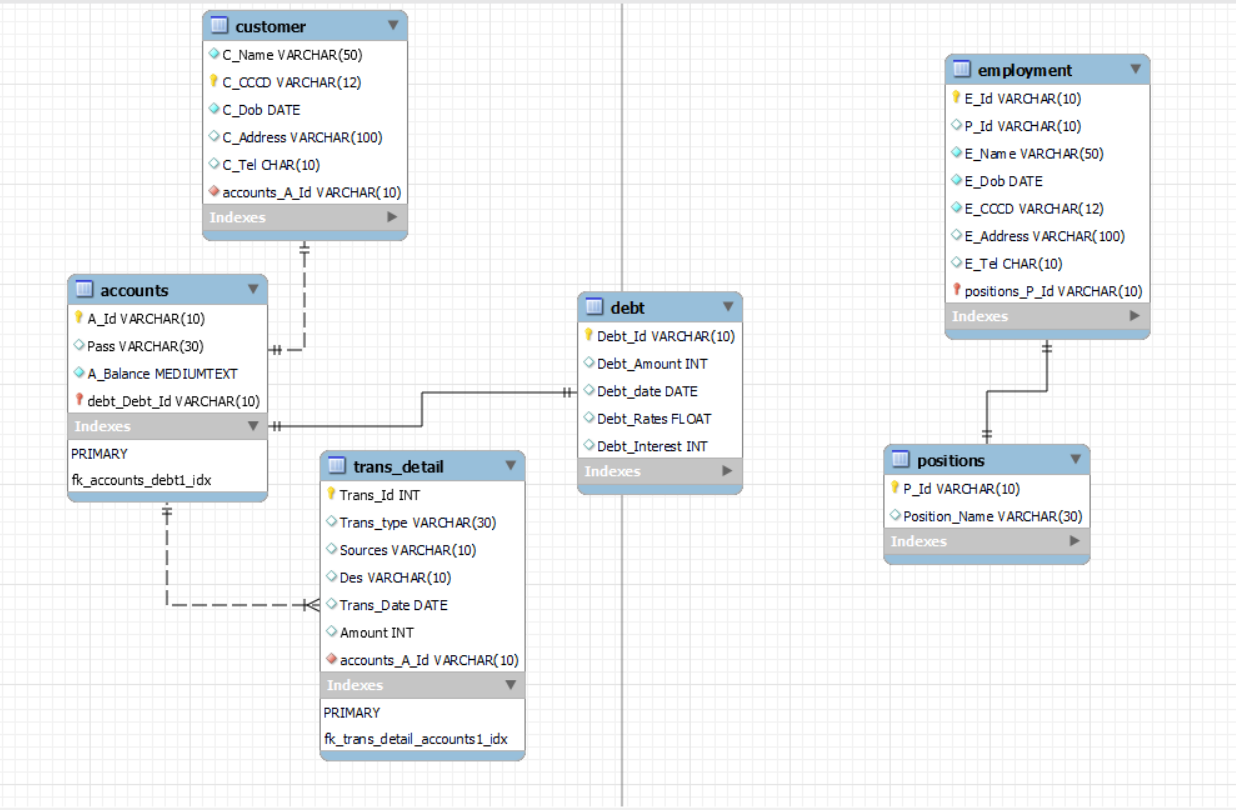 customer
C_Name VARCHAR(50)
C_CCCD VARCHAR(12)
C_Dob DATE
C_Address VARCHAR(100)
C_Tel CHAR(10)
accounts_A_Id VARCHAR(10)
Indexes
accounts
A_Id VARCHAR(10)
Pass VARCHAR(30)
A_Balance MEDIUMTEXT
debt_Debt_Id VARCHAR(10)
Indexes
PRIMARY
fk_accounts_debt1_idx
trans_detail
Trans_Id INT
Trans_type VARCHAR(30)
Sources VARCHAR(10)
Des VARCHAR(10)
Trans_Date DATE
Amount INT
accounts_A_Id VARCHAR(10)
Indexes
PRIMARY
fk_trans_detail_accounts1_idx
debt
Debt_Id VARCHAR(10)
Debt_Amount INT
Debt_date DATE
Debt_Rates FLOAT
Debt_Interest INT
Indexes
employment
E_Id VARCHAR(10)
P_Id VARCHAR(10)
E_Name VARCHAR(50)
E_Dob DATE
E_CCCD VARCHAR(12)
E_Address VARCHAR(100)
E_Tel CHAR(10)
positions_P_Id VARCHAR(10)
Indexes
positions
P_Id VARCHAR(10)
Position_Name VARCHAR(30)
Indexes